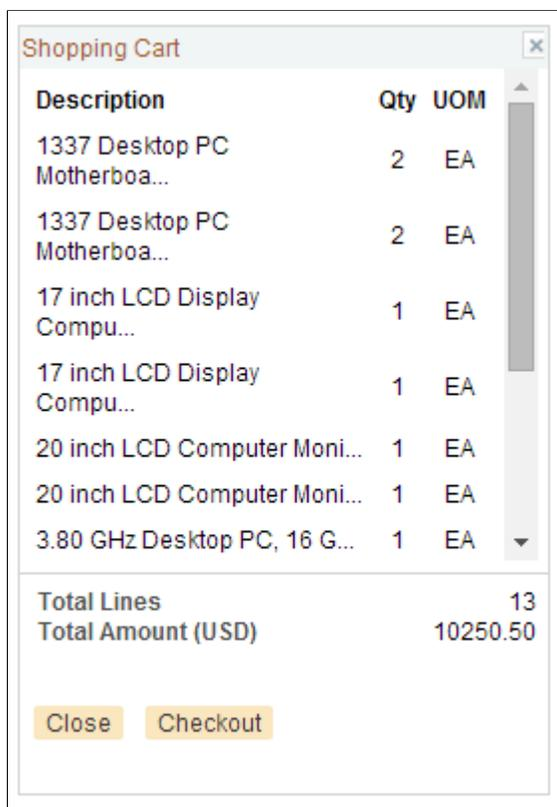 Shopping Cart
Description Qty UOM
1337 Desktop PC
Motherboa... 2 EA
1337 Desktop PC
Motherboa... 2 EA
17 inch LCD Display
Compu... 1 EA
17 inch LCD Display
Compu... 1 EA
20 inch LCD Computer Moni... 1 EA
20 inch LCD Computer Moni... 1 EA
3.80 GHz Desktop PC, 16 G... 1 EA
Total Lines 13
Total Amount (USD) 10250.50
Close Checkout